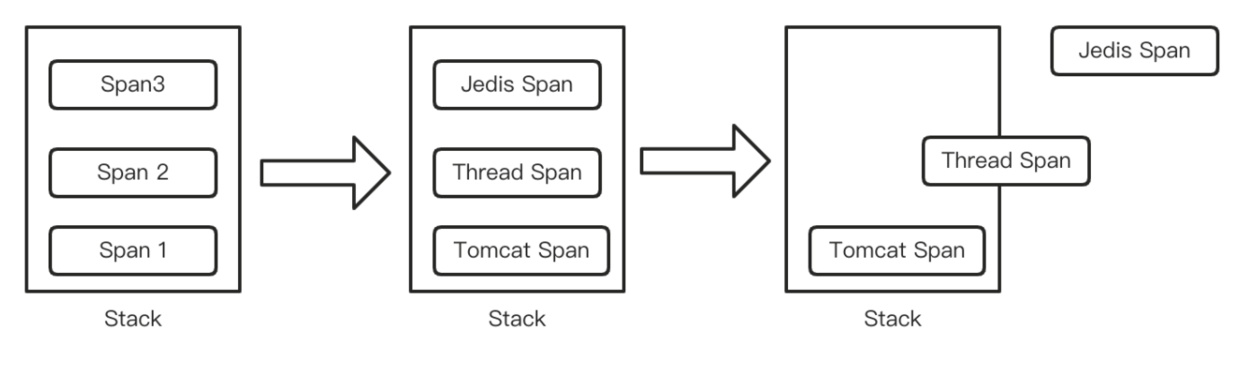 Span3
Span 2
Span 1
Stack
Jedis Span
Thread Span
Tomcat Span
Stack
Jedis Span
Thread Span
Tomcat Span
Stack